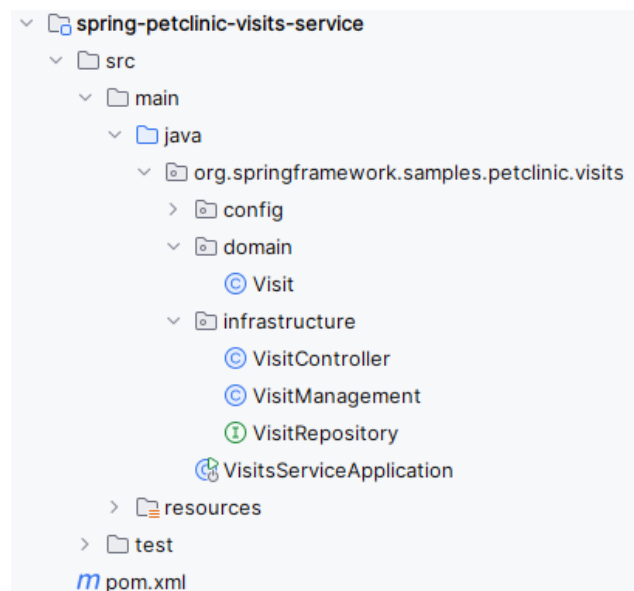 spring-petclinic-visits-service
src
main
java
org.springframework.samples.petclinic.visits
config
domain
C Visit
infrastructure
C VisitController
C VisitManagement
I VisitRepository
C VisitsServiceApplication
resources
test
m pom.xml